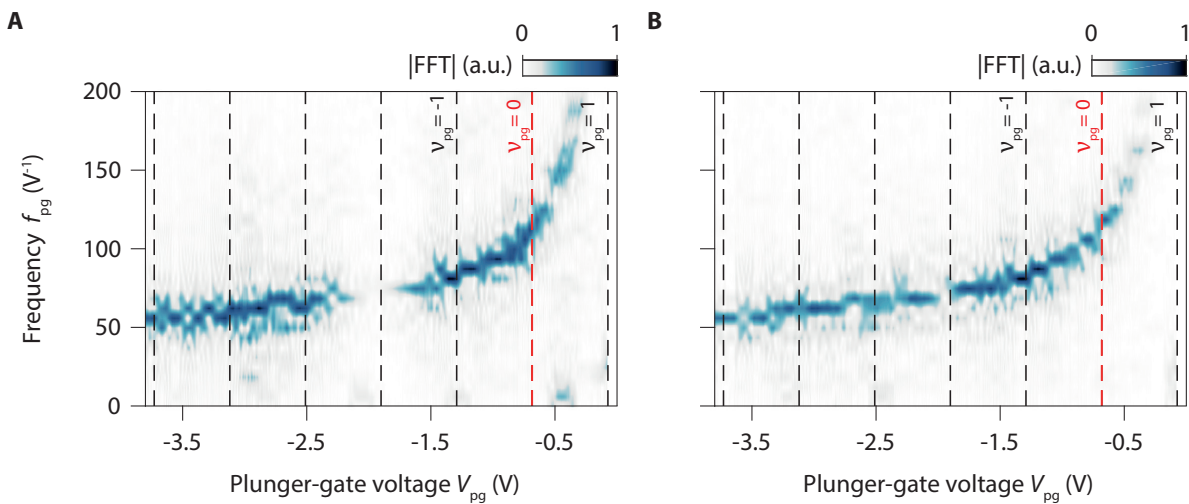 A
0
1
|FFT| (a.u.)
B
0
1
|FFT| (a.u.)
200
150
100
50
0
Frequency f_pg (V⁻¹)
ν_pg = -1
ν_pg = 0
ν_pg = 1
ν_pg = -1
ν_pg = 0
ν_pg = 1
-3.5
-2.5
-1.5
-0.5
-3.5
-2.5
-1.5
-0.5
Plunger-gate voltage V_pg (V)
Plunger-gate voltage V_pg (V)